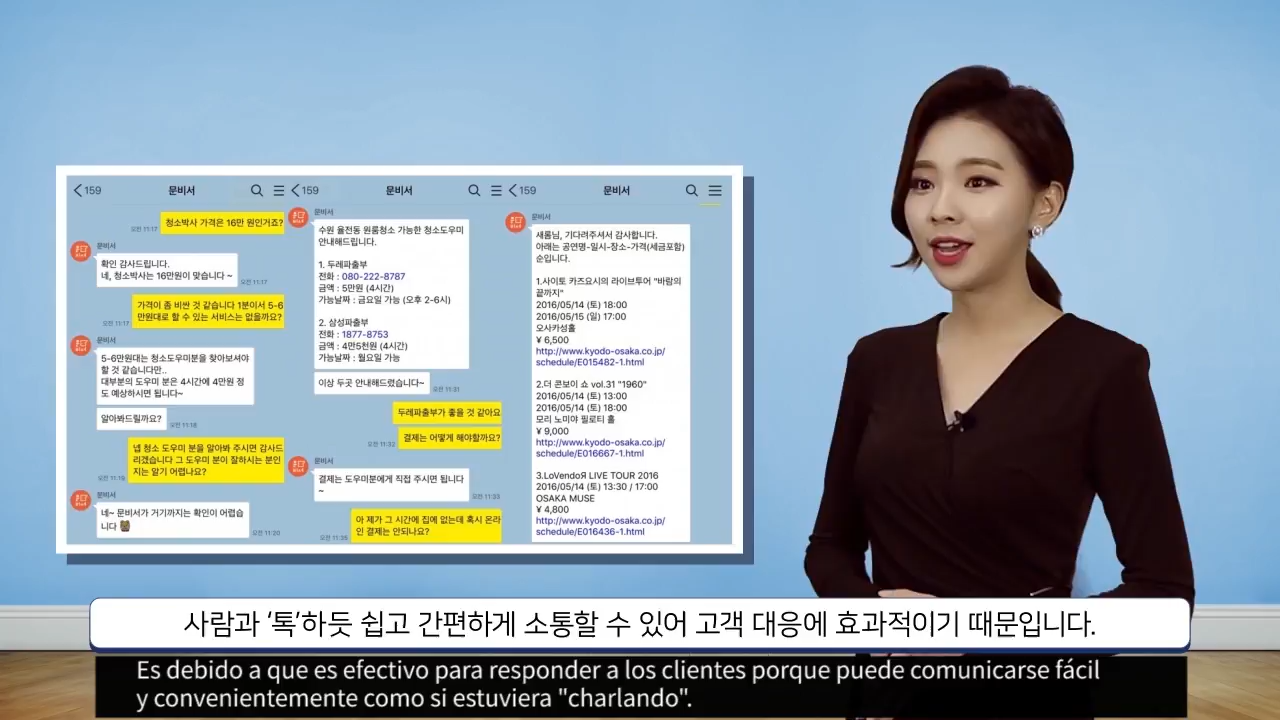 159
문비서
청소박사 가격은 16만 원인거죠?
오전 11:17
문비서
확인 감사드립니다.
네, 청소박사는 16만원이 맞습니다 ~
오전 11:17
가격이 좀 비싼 것 같습니다 1분이서 5-6
만원대로 할 수 있는 서비스는 없을까요?
오전 11:17
문비서
5-6만원대는 청소도우미분을 찾아보셔야
할 것 같습니다만..
대부분의 도우미 분은 4시간에 4만원 정
도 예상하시면 됩니다~
알아봐드릴까요?
오전 11:18
넵 청소 도우미 분을 알아봐 주시면 감사드
리겠습니다 그 도우미 분이 잘하시는 분인
지는 알기 어렵나요?
오전 11:19
문비서
네~ 문비서가 거기까지는 확인이 어렵습
니다
오전 11:20
159
문비서
문비서
수원 율전동 원룸청소 가능한 청소도우미
안내해드립니다.
1. 두레파출부
전화 : 080-222-8787
금액 : 5만원 (4시간)
가능날짜 : 금요일 가능 (오후 2-6시)
2. 삼성파출부
전화 : 1877-8753
금액 : 4만5천원 (4시간)
가능날짜 : 월요일 가능
이상 두곳 안내해드렸습니다~
오전 11:31
두레파출부가 좋을 것 같아요
결제는 어떻게 해야할까요?
오전 11:32
문비서
결제는 도우미분에게 직접 주시면 됩니다
~
오전 11:33
아 제가 그 시간에 집에 없는데 혹시 온라
인 결제는 안되나요?
오전 11:35
159
문비서
문비서
새롬님, 기다려주셔서 감사합니다.
아래는 공연명-일시-장소-가격(세금포함)
순입니다.
1.사이토 카즈요시의 라이브투어 "바람의
끝까지"
2016/05/14 (토) 18:00
2016/05/15 (일) 17:00
오사카성홀
¥ 6,500
http://www.kyodo-osaka.co.jp/
schedule/E015482-1.html
2.더 콘보이 쇼 vol.31 "1960"
2016/05/14 (토) 13:00
2016/05/14 (토) 18:00
모리 노미야 필로티 홀
¥ 9,000
http://www.kyodo-osaka.co.jp/
schedule/E016667-1.html
3.LoVendoЯ LIVE TOUR 2016
2016/05/14 (토) 13:30 / 17:00
OSAKA MUSE
¥ 4,800
http://www.kyodo-osaka.co.jp/
schedule/E016436-1.html
사람과 ‘톡’하듯 쉽고 간편하게 소통할 수 있어 고객 대응에 효과적이기 때문입니다.
Es debido a que es efectivo para responder a los clientes porque puede comunicarse fácil
y convenientemente como si estuviera "charlando".